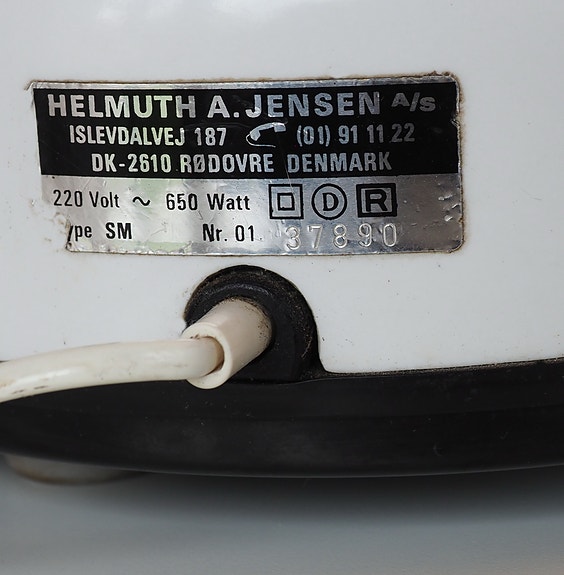 HELMUTH A. JENSEN A/S
ISLEVDALVEJ 187 (01) 91 11 22
DK-2610 RØDOVRE DENMARK
220 Volt ~ 650 Watt D R
ype SM Nr. 01 37890